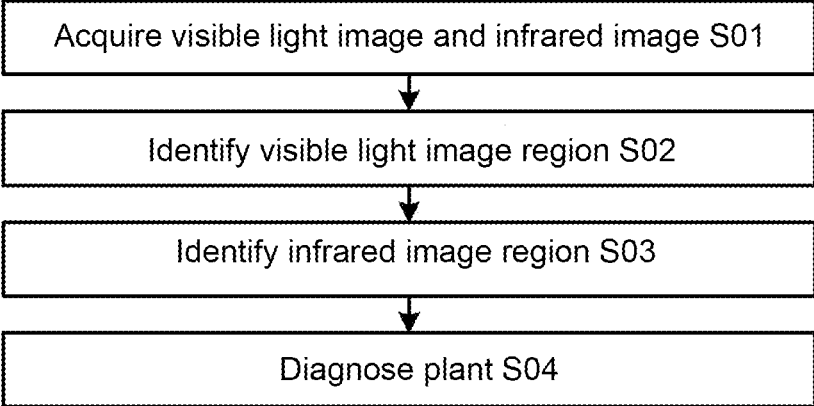 Acquire visible light image and infrared image S01
Identify visible light image region S02
Identify infrared image region S03
Diagnose plant S04